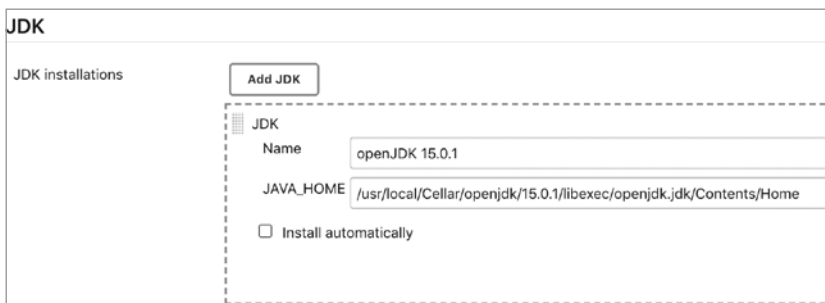 JDK
JDK installations
Add JDK
JDK
Name
openJDK 15.0.1
JAVA_HOME
/usr/local/Cellar/openjdk/15.0.1/libexec/openjdk.jdk/Contents/Home
Install automatically